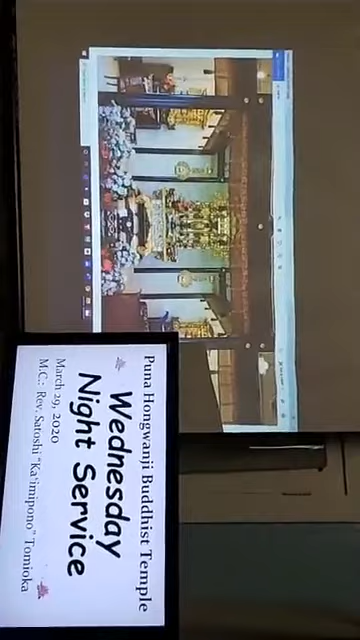 Puna Hongwanji Buddhist Temple
Wednesday
Night Service
March 29, 2020
M.C.: Rev. Satoshi "Ka'imipono" Tomioka